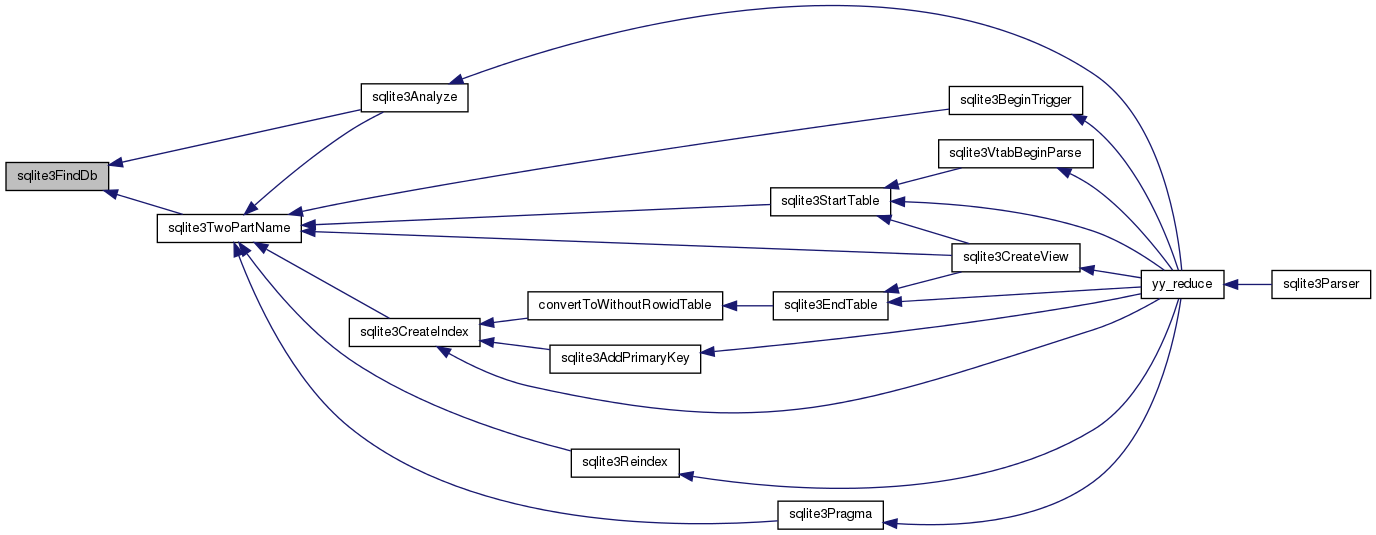 sqlite3Analyze
sqlite3BeginTrigger
sqlite3VtabBeginParse
sqlite3FindDb
sqlite3StartTable
sqlite3TwoPartName
sqlite3CreateView
yy_reduce
sqlite3Parser
convertToWithoutRowidTable
sqlite3EndTable
sqlite3CreateIndex
sqlite3AddPrimaryKey
sqlite3Reindex
sqlite3Pragma